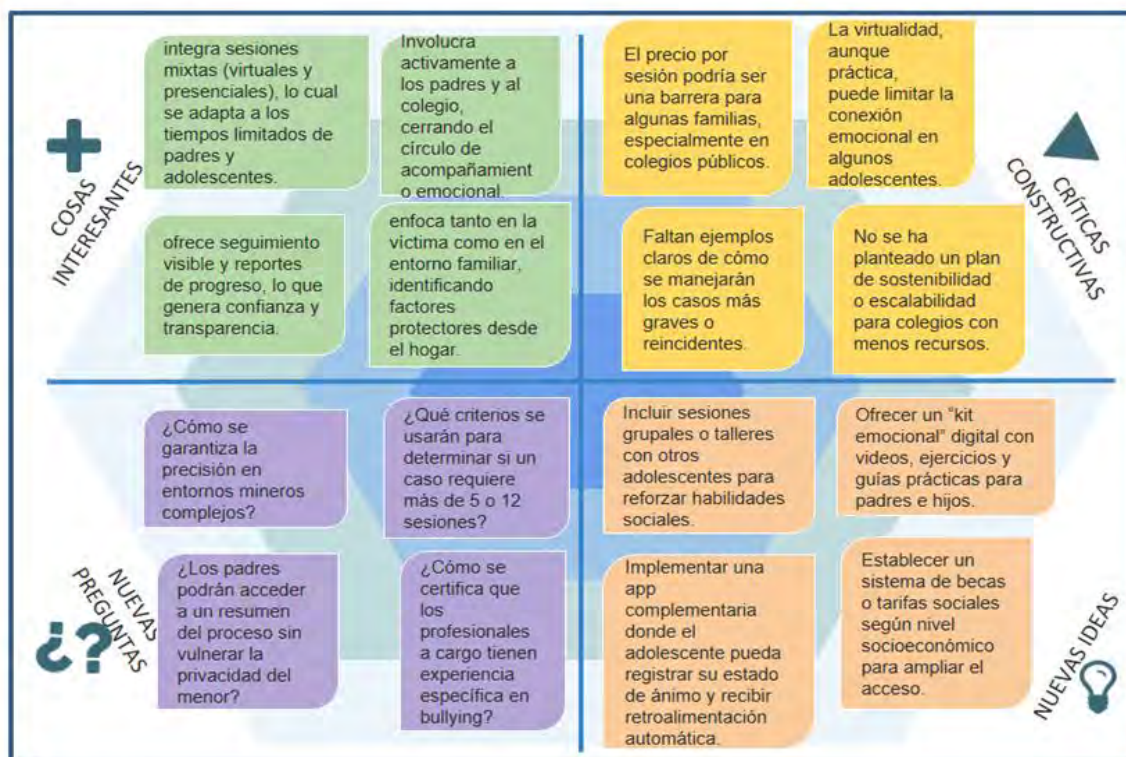 COSAS
INTERESANTES
integra sesiones
mixtas (virtuales y
presenciales), lo cual
se adapta a los
tiempos limitados de
padres y
adolescentes.
Involucra
activamente a
los padres y al
colegio,
cerrando el
círculo de
acompañamient
o emocional.
ofrece seguimiento
visible y reportes
de progreso, lo que
genera confianza y
transparencia.
enfoca tanto en la
víctima como en el
entorno familiar,
identificando
factores
protectores desde
el hogar.
CRÍTICAS
CONSTRUCTIVAS
El precio por
sesión podría ser
una barrera para
algunas familias,
especialmente en
colegios públicos.
La virtualidad,
aunque
práctica,
puede limitar la
conexión
emocional en
algunos
adolescentes.
Faltan ejemplos
claros de cómo
se manejarán
los casos más
graves o
reincidentes.
No se ha
planteado un plan
de sostenibilidad
o escalabilidad
para colegios con
menos recursos.
NUEVAS
PREGUNTAS
¿?
¿Cómo se
garantiza la
precisión en
entornos mineros
complejos?
¿Qué criterios se
usarán para
determinar si un
caso requiere
más de 5 o 12
sesiones?
¿Los padres
podrán acceder
a un resumen
del proceso sin
vulnerar la
privacidad del
menor?
¿Cómo se
certifica que
los
profesionales
a cargo tienen
experiencia
específica en
bullying?
NUEVAS IDEAS
Incluir sesiones
grupales o talleres
con otros
adolescentes para
reforzar habilidades
sociales.
Ofrecer un “kit
emocional” digital con
videos, ejercicios y
guías prácticas para
padres e hijos.
Implementar una
app
complementaria
donde el
adolescente pueda
registrar su estado
de ánimo y recibir
retroalimentación
automática.
Establecer un
sistema de becas
o tarifas sociales
según nivel
socioeconómico
para ampliar el
acceso.